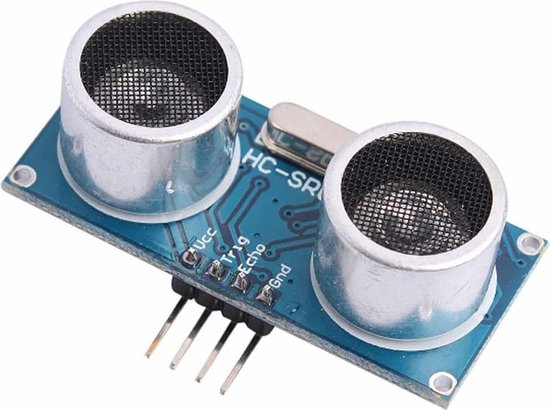 HC-SR
Vcc
Trig
Echo
Gnd